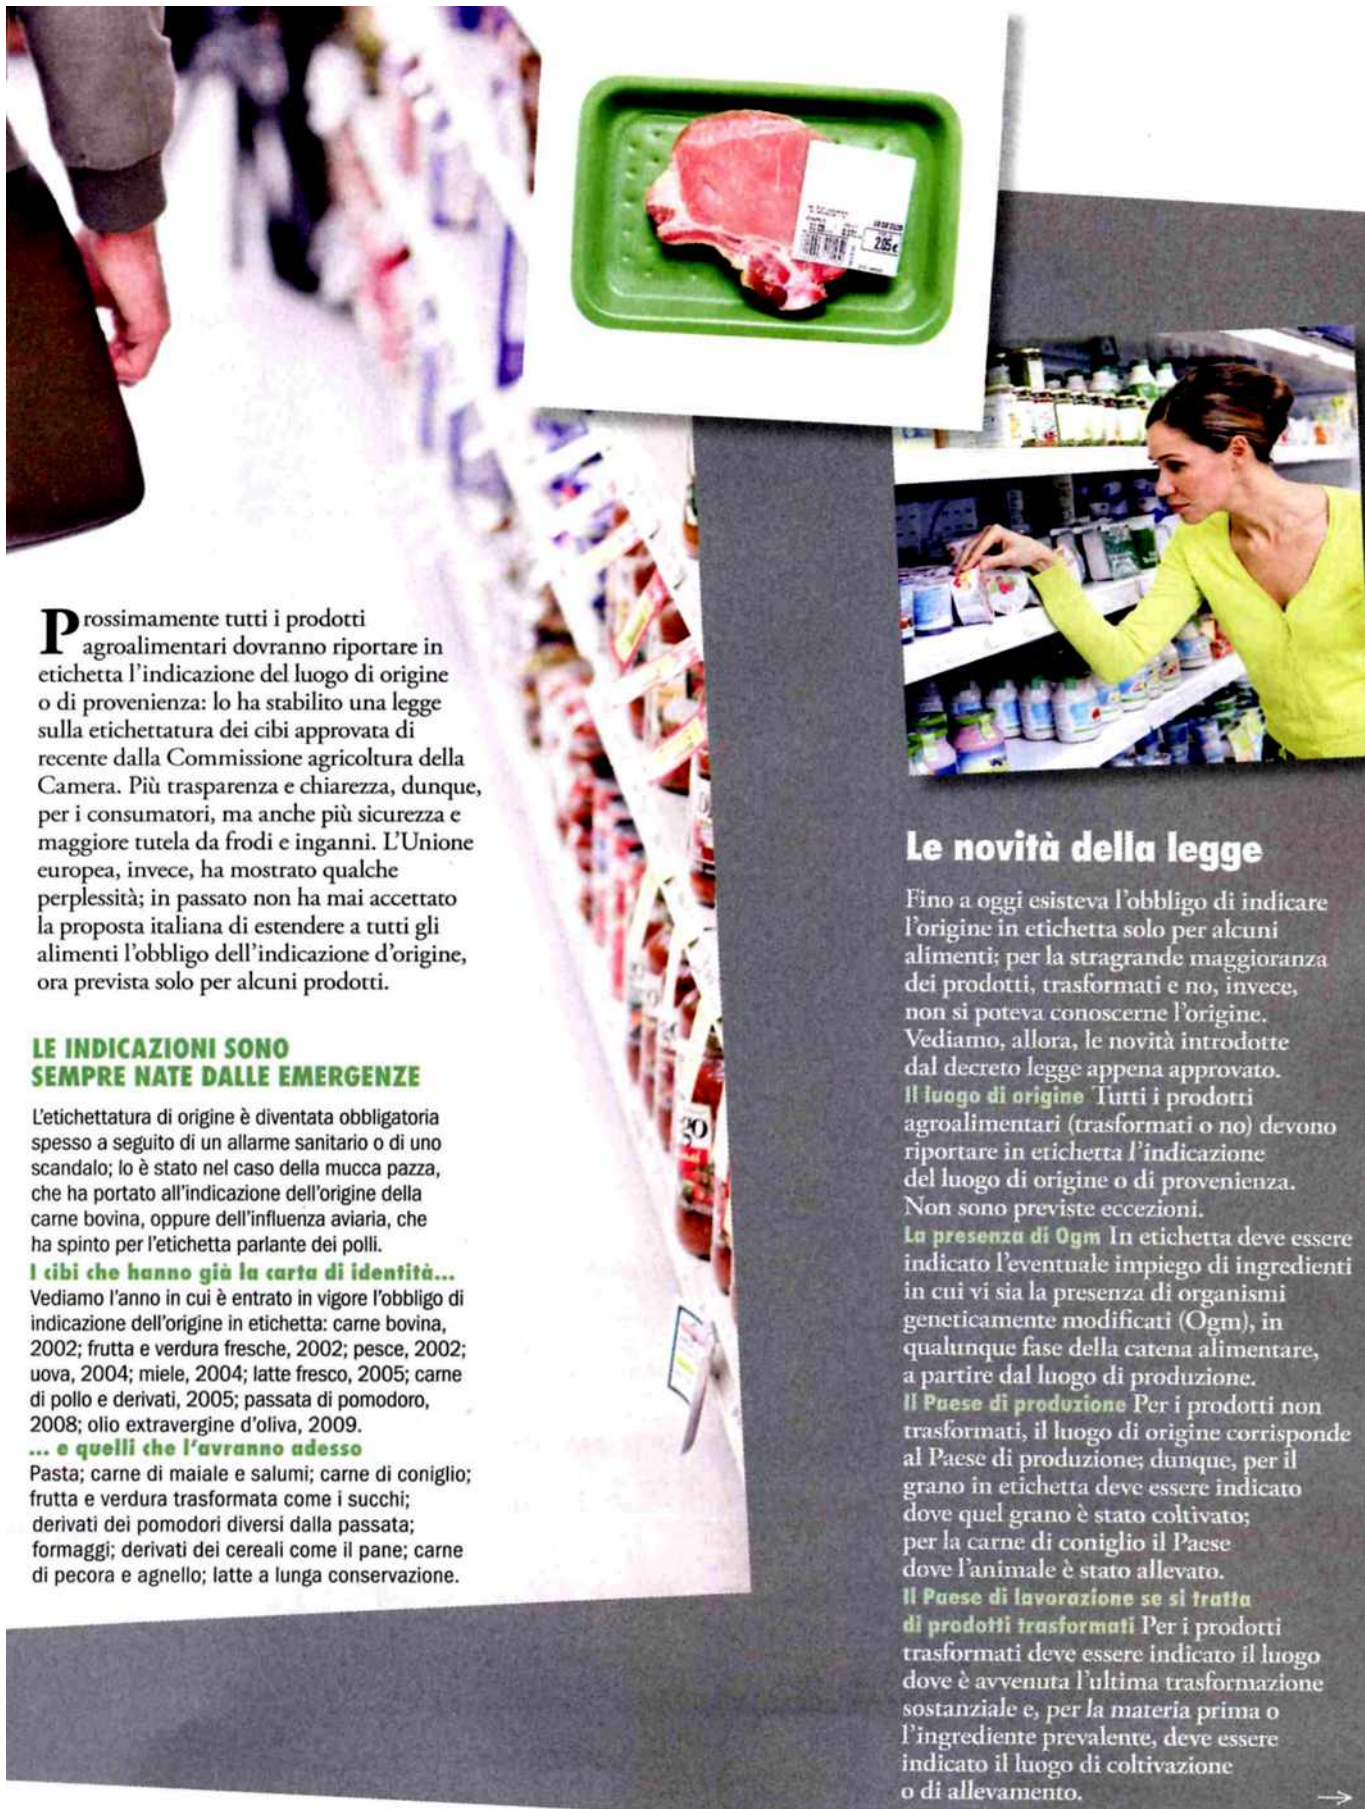 205€
Prossimamente tutti i prodotti
agroalimentari dovranno riportare in
etichetta l'indicazione del luogo di origine
o di provenienza: lo ha stabilito una legge
sulla etichettatura dei cibi approvata di
recente dalla Commissione agricoltura della
Camera. Più trasparenza e chiarezza, dunque,
per i consumatori, ma anche più sicurezza e
maggiore tutela da frodi e inganni. L'Unione
europea, invece, ha mostrato qualche
perplessità; in passato non ha mai accettato
la proposta italiana di estendere a tutti gli
alimenti l'obbligo dell'indicazione d'origine,
ora prevista solo per alcuni prodotti.
LE INDICAZIONI SONO
SEMPRE NATE DALLE EMERGENZE
L'etichettatura di origine è diventata obbligatoria
spesso a seguito di un allarme sanitario o di uno
scandalo; lo è stato nel caso della mucca pazza,
che ha portato all'indicazione dell'origine della
carne bovina, oppure dell'influenza aviaria, che
ha spinto per l'etichetta parlante dei polli.
I cibi che hanno già la carta di identità...
Vediamo l'anno in cui è entrato in vigore l'obbligo di
indicazione dell'origine in etichetta: carne bovina,
2002; frutta e verdura fresche, 2002; pesce, 2002;
uova, 2004; miele, 2004; latte fresco, 2005; carne
di pollo e derivati, 2005; passata di pomodoro,
2008; olio extravergine d'oliva, 2009.
... e quelli che l'avranno adesso
Pasta; carne di maiale e salumi; carne di coniglio;
frutta e verdura trasformata come i succhi;
derivati dei pomodori diversi dalla passata;
formaggi; derivati dei cereali come il pane; carne
di pecora e agnello; latte a lunga conservazione.
Le novità della legge
Fino a oggi esisteva l'obbligo di indicare
l'origine in etichetta solo per alcuni
alimenti; per la stragrande maggioranza
dei prodotti, trasformati e no, invece,
non si poteva conoscerne l'origine.
Vediamo, allora, le novità introdotte
dal decreto legge appena approvato.
Il luogo di origine Tutti i prodotti
agroalimentari (trasformati o no) devono
riportare in etichetta l'indicazione
del luogo di origine o di provenienza.
Non sono previste eccezioni.
La presenza di Ogm In etichetta deve essere
indicato l'eventuale impiego di ingredienti
in cui vi sia la presenza di organismi
geneticamente modificati (Ogm), in
qualunque fase della catena alimentare,
a partire dal luogo di produzione.
Il Paese di produzione Per i prodotti non
trasformati, il luogo di origine corrisponde
al Paese di produzione; dunque, per il
grano in etichetta deve essere indicato
dove quel grano è stato coltivato;
per la carne di coniglio il Paese
dove l'animale è stato allevato.
Il Paese di lavorazione se si tratta
di prodotti trasformati Per i prodotti
trasformati deve essere indicato il luogo
dove è avvenuta l'ultima trasformazione
sostanziale e, per la materia prima o
l'ingrediente prevalente, deve essere
indicato il luogo di coltivazione
o di allevamento.